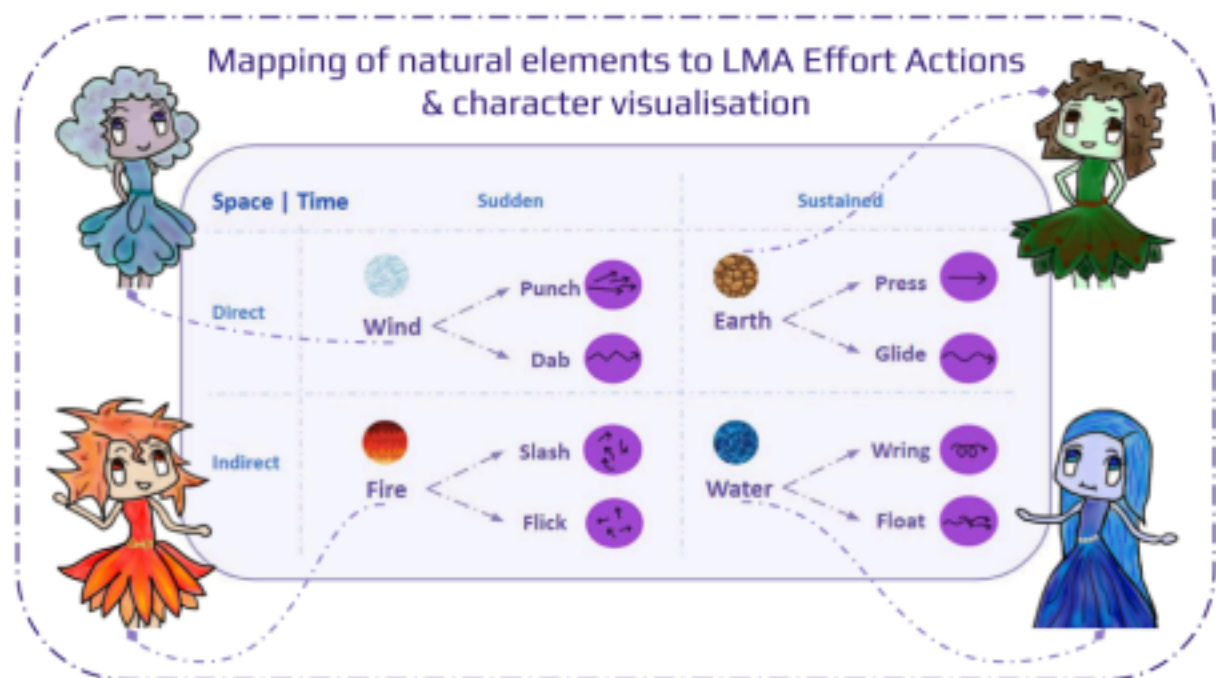 Mapping of natural elements to LMA Effort Actions
& character visualisation
Space | Time
Sudden
Sustained
Direct
Wind
Punch
Dab
Earth
Press
Glide
Indirect
Fire
Slash
Flick
Water
Wring
Float